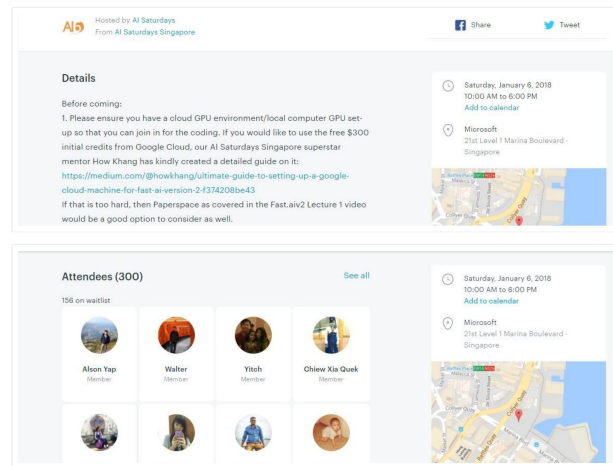 AI6
Hosted by AI Saturdays
From AI Saturdays Singapore
Share
Tweet
Details
Before coming:
1. Please ensure you have a cloud GPU environment/local computer GPU set-
up so that you can join in for the coding. If you would like to use the free $300
initial credits from Google Cloud, our AI Saturdays Singapore superstar
mentor How Khang has kindly created a detailed guide on it:
https://medium.com/@howkhang/ultimate-guide-to-setting-up-a-google-
cloud-machine-for-fast-ai-version-2-f374208be43
If that is too hard, then Paperspace as covered in the Fast.aiv2 Lecture 1 video
would be a good option to consider as well.
Saturday, January 6, 2018
10:00 AM to 6:00 PM
Add to calendar
Microsoft
21st Level 1 Marina Boulevard -
Singapore
Collyer Quay
Attendees (300)
See all
156 on waitlist
Alson Yap
Member
Walter
Member
Yitch
Member
Chiew Xia Quek
Member
Saturday, January 6, 2018
10:00 AM to 6:00 PM
Add to calendar
Microsoft
21st Level 1 Marina Boulevard -
Singapore
Collyer Quay
Marina Blvd